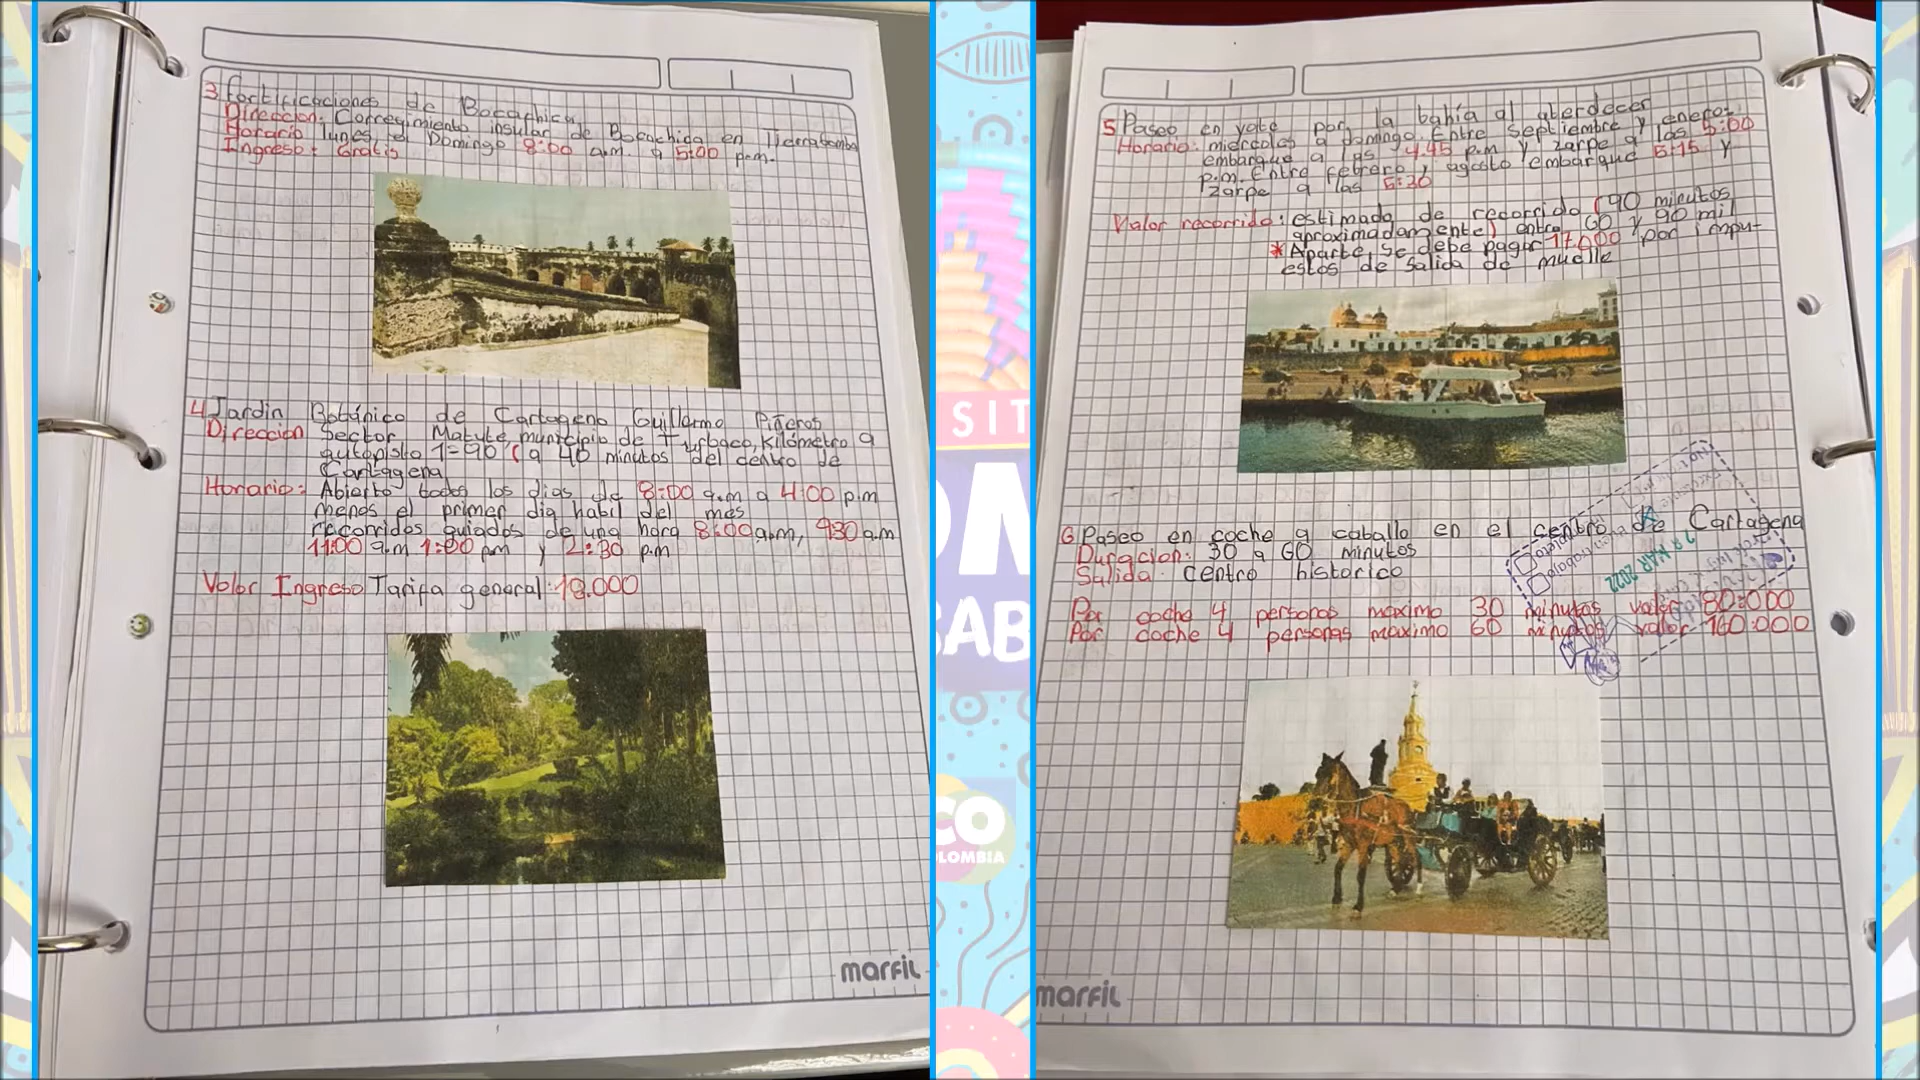 3 Fortificaciones de Bocachica
Direccion: Corregimiento insular de Bocachica en Tierrabomba
Horario lunes al Domingo 8:00 a.m. a 5:00 p.m.
Ingreso: Gratis
4 Jardin Botánico de Cartagena Guillermo Piñeros
Direccion Sector Matute, municipio de Turbaco, Kilómetro 9
autopista I-90 (a 40 minutos del centro de
Cartagena
Horario: Abierto todos los dias de 8:00 a.m a 4:00 p.m
menos el primer dia habil del mes
recorridos guiados de una hora 8:00 a.m, 9:30 a.m
11:00 a.m 1:00 pm y 2:30 p.m
Valor Ingreso Tarifa general: 18.000
marfil
SIT
SAB
CO
LOMBIA
5 Paseo en yate por la bahía al aterdecer
Horario: miercoles a domingo. Entre septiembre y enero:
embarque a las 4.45 p.m y zarpe a las 5:00
p.m. Entre febrero y agosto embarque 5:15 y
zarpe a las 5:30
Valor recorrido: estimado de recorrido (90 minutos
aproximadamente) entre 60 y 90 mil
*Aparte se debe pagar 17.000 por impu-
estos de salida de muelle
6 Paseo en coche a caballo en el centro de Cartagena
Duracion: 30 a 60 minutos
Salida: centro historico
MAR 2022
Por coche 4 personas maximo 30 minutos valor 80:000
Por coche 4 personas maximo 60 minutos valor 160:000
marfil